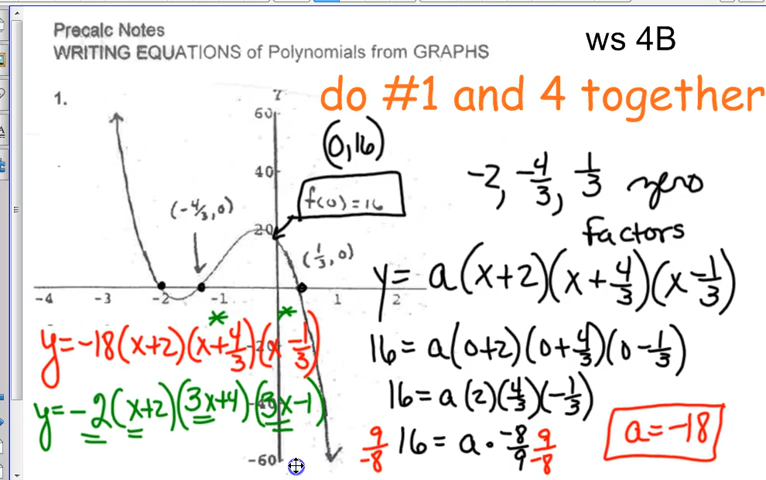 Precalc Notes
WRITING EQUATIONS of Polynomials from GRAPHS
ws 4B
do #1 and 4 together
1.
Y
60
40
20
-20
-40
-60
-4 -3 -2 -1 1 2
(0,16)
f(0)=16
(-4/3, 0)
(1/3, 0)
-2, -4/3, 1/3 zero
factors
y = a(x+2)(x+4/3)(x-1/3)
16 = a(0+2)(0+4/3)(0-1/3)
16 = a(2)(4/3)(-1/3)
9/-8 16 = a · -8/9 9/-8
a = -18
* *
y=-18(x+2)(x+4/3)(x-1/3)
y=-2(x+2)(3x+4)(3x-1)